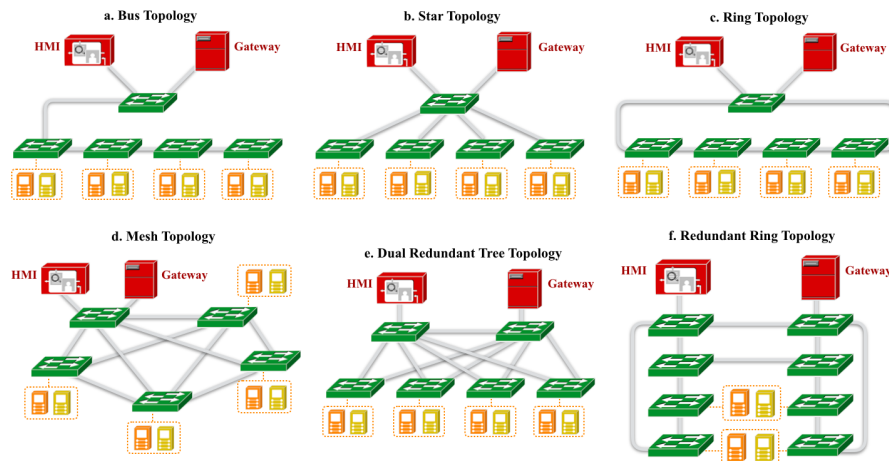 a. Bus Topology
HMI
Gateway
b. Star Topology
HMI
Gateway
c. Ring Topology
HMI
Gateway
d. Mesh Topology
HMI
Gateway
e. Dual Redundant Tree Topology
HMI
Gateway
f. Redundant Ring Topology
HMI
Gateway